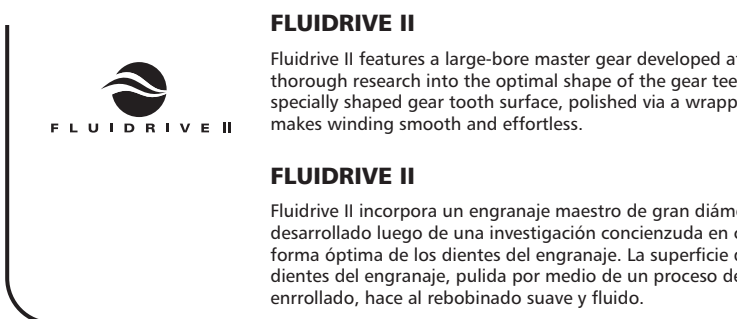 FLUIDRIVE II
FLUIDRIVE II
Fluidrive II features a large-bore master gear developed
thorough research into the optimal shape of the gear
specially shaped gear tooth surface, polished via a
makes winding smooth and effortless.
FLUIDRIVE II
Fluidrive II incorpora un engranaje maestro de gran
desarrollado luego de una investigación concienzuda en
forma óptima de los dientes del engranaje. La superficie
dientes del engranaje, pulida por medio de un proceso
enrrollado, hace al rebobinado suave y fluido.